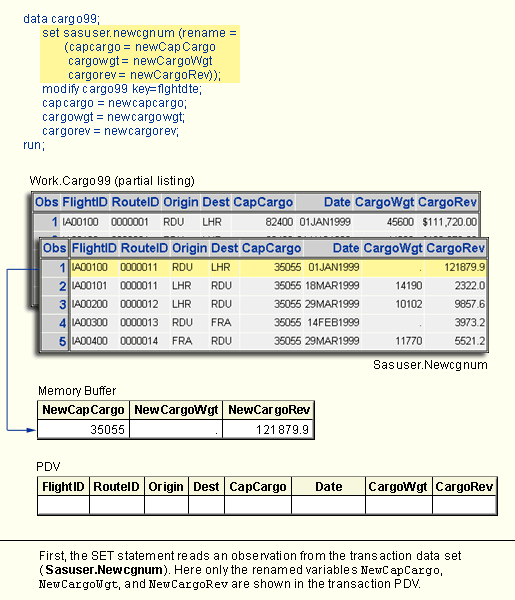 data cargo99;
set sasuser.newcgnum (rename =
(capcargo = newCapCargo
cargowgt = newCargoWgt
cargorev = newCargoRev));
modify cargo99 key=flghtdte;
capcargo = newcapcargo;
cargowgt = newcargowgt;
cargorev = newcargorev;
run;
Work.Cargo99 (partial listing)
Obs FlightID RouteID Origin Dest CapCargo Date CargoWgt CargoRev
1 IA00100 0000001 RDU LHR 82400 01JAN1999 45600 $111,720.00
Obs FlightID RouteID Origin Dest CapCargo Date CargoWgt CargoRev
1 IA00100 0000011 RDU LHR 35055 01JAN1999 . 121879.9
2 IA00101 0000011 LHR RDU 35055 18MAR1999 14190 2322.0
3 IA00200 0000012 LHR RDU 35055 29MAR1999 10102 9857.6
4 IA00300 0000013 RDU FRA 35055 14FEB1999 . 3973.2
5 IA00400 0000014 FRA RDU 35055 29MAR1999 11770 5521.2
Sasuser.Newcgnum
Memory Buffer
NewCapCargo NewCargoWgt NewCargoRev
35055 . 121879.9
PDV
FlightID RouteID Origin Dest CapCargo Date CargoWgt CargoRev
First, the SET statement reads an observation from the transaction data set
(Sasuser.Newcgnum). Here only the renamed variables NewCapCargo,
NewCargoWgt, and NewCargoRev are shown in the transaction PDV.